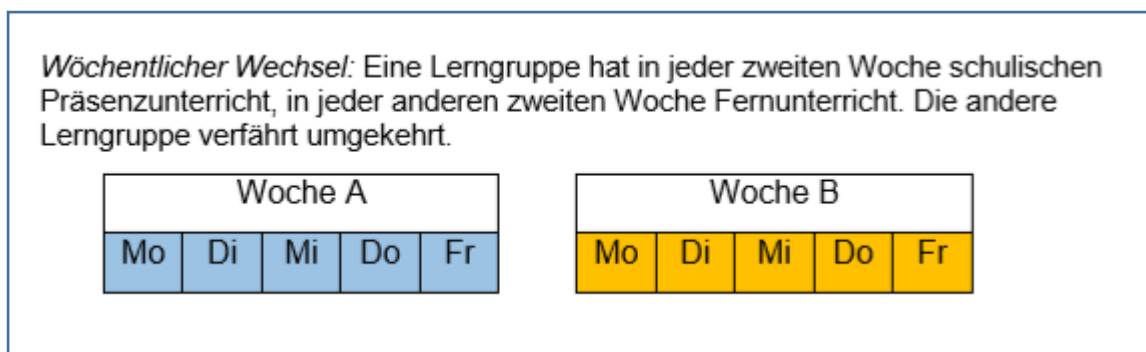 Wöchentlicher Wechsel: Eine Lerngruppe hat in jeder zweiten Woche schulischen
Präsenzunterricht, in jeder anderen zweiten Woche Fernunterricht. Die andere
Lerngruppe verfährt umgekehrt.
Woche A
Mo Di Mi Do Fr
Woche B
Mo Di Mi Do Fr